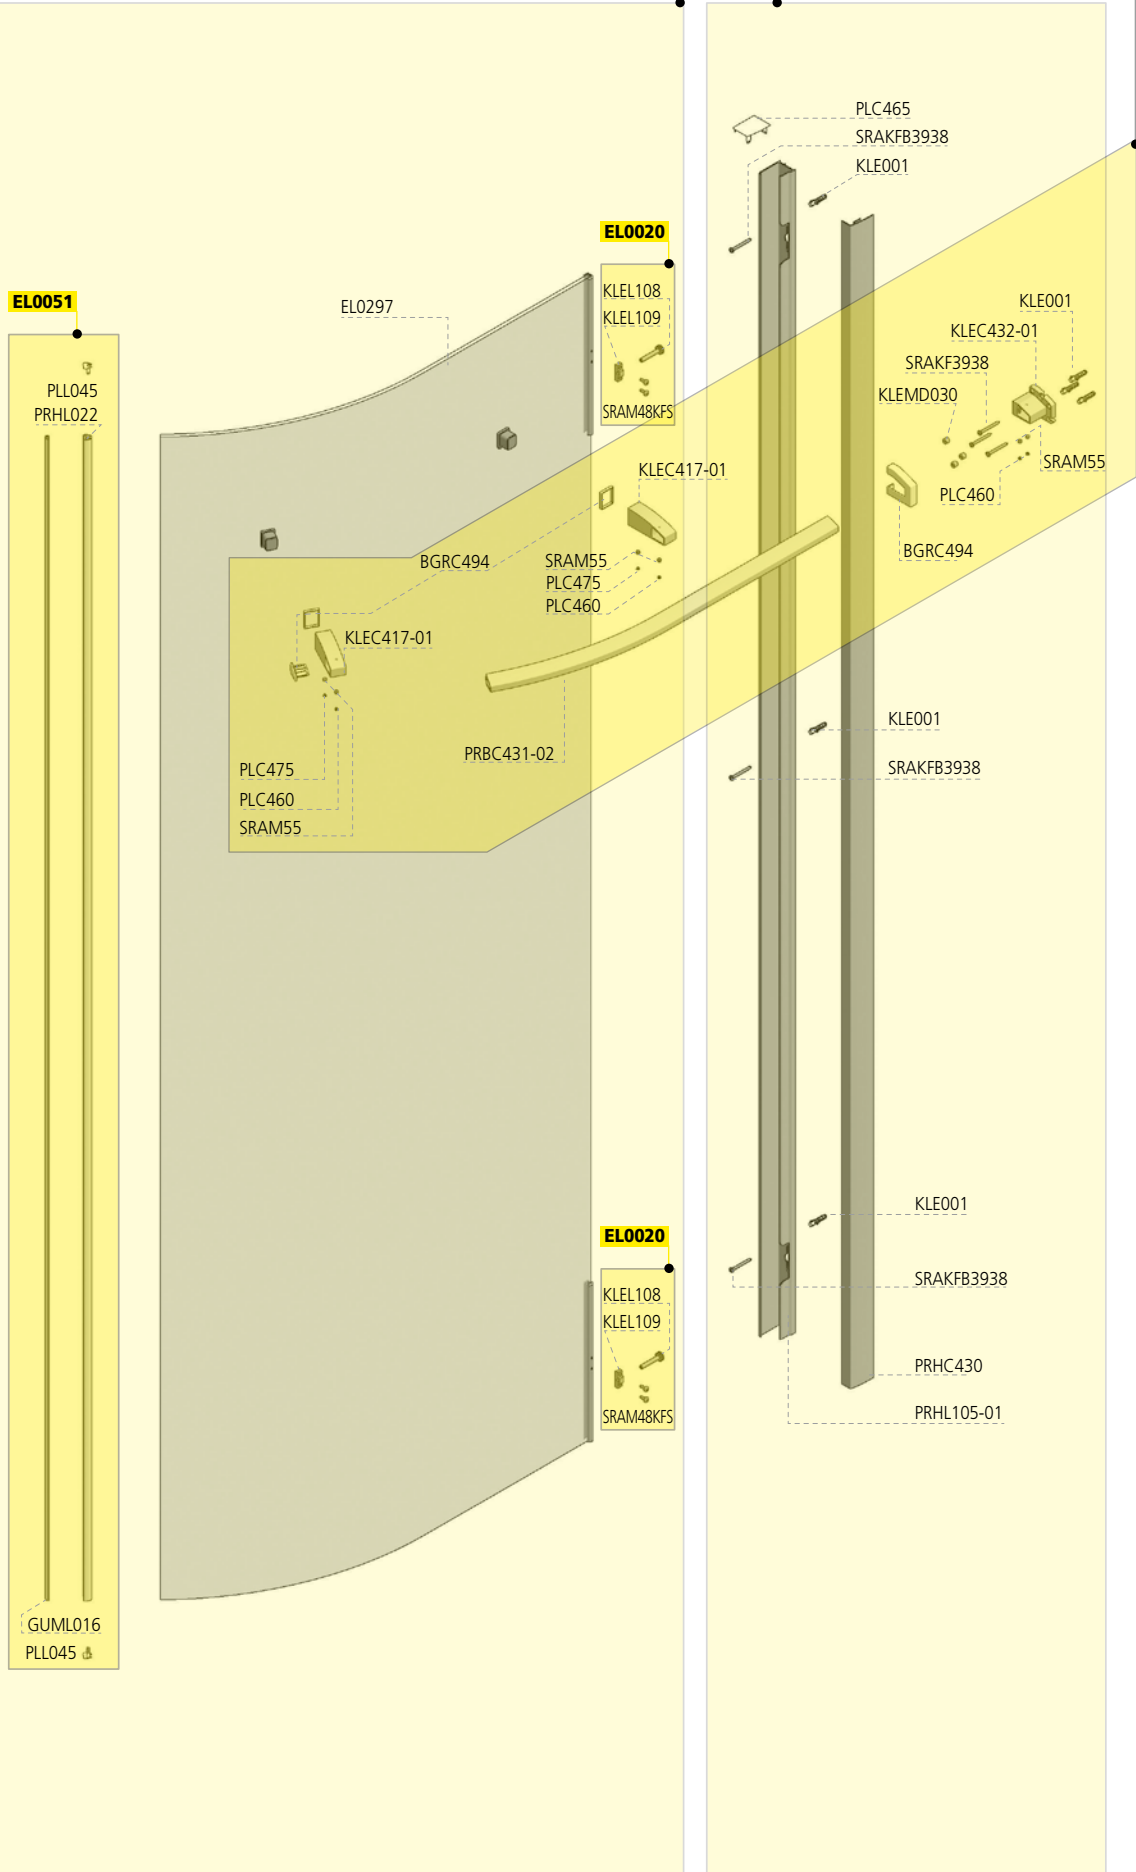 PLC465
SRAKFB3938
KLE001
EL0020
KLEL108
KLEL109
SRAM48KFS
EL0051
EL0297
KLE001
KLEC432-01
SRAKF3938
KLEMD030
PLL045
PRHL022
KLEC417-01
SRAM55
PLC460
BGRC494
BGRC494
SRAM55
PLC475
PLC460
KLEC417-01
KLE001
PRBC431-02
SRAKFB3938
PLC475
PLC460
SRAM55
KLE001
EL0020
KLEL108
KLEL109
SRAM48KFS
SRAKFB3938
PRHC430
PRHL105-01
GUML016
PLL045